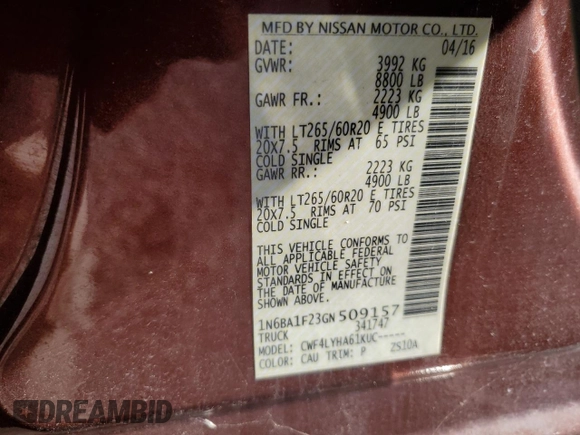 MFD BY NISSAN MOTOR CO., LTD.
DATE: 04/16
GVWR: 3992 KG
8800 LB
GAWR FR.: 2223 KG
4900 LB
WITH LT265/60R20 E TIRES
20X7.5 RIMS AT 65 PSI
COLD SINGLE
GAWR RR.: 2223 KG
4900 LB
WITH LT265/60R20 E TIRES
20X7.5 RIMS AT 70 PSI
COLD SINGLE
THIS VEHICLE CONFORMS TO
ALL APPLICABLE FEDERAL
MOTOR VEHICLE SAFETY
STANDARDS IN EFFECT ON
THE DATE OF MANUFACTURE
SHOWN ABOVE.
1N6BA1F23GN509157
TRUCK 341747
MODEL: CWF4LYHA61KUC-----
COLOR: CAU TRIM: P ZS10A
DREAMBID